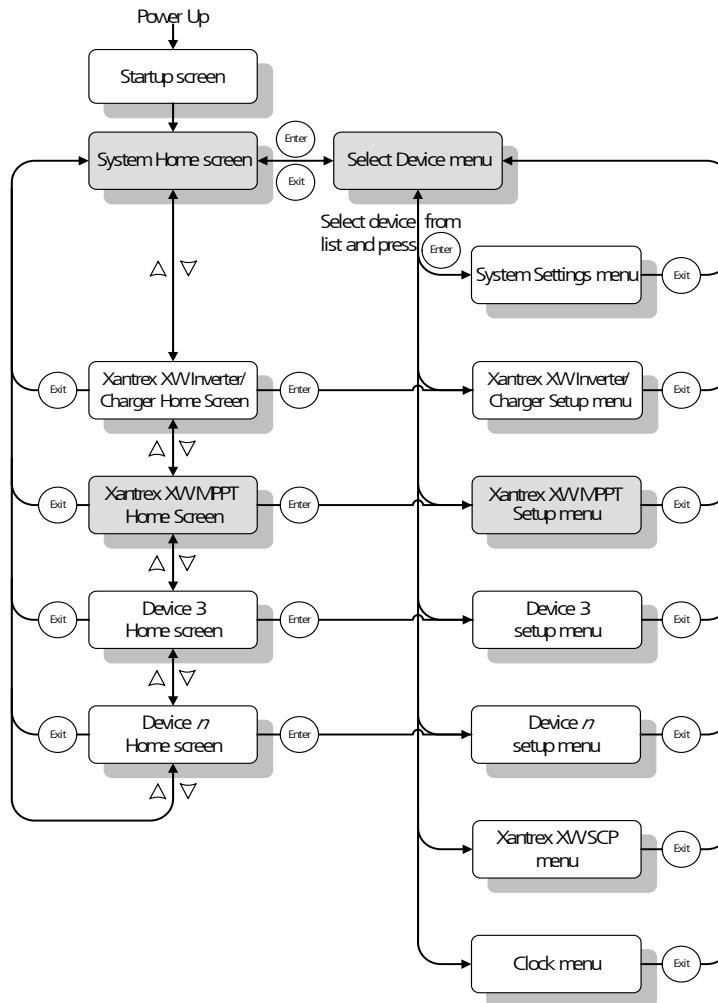 Power Up
Startup screen
System Home screen
Enter
Exit
Select Device menu
Select device from
list and press
Enter
System Settings menu
Exit
Exit
Xantrex XW Inverter/
Charger Home Screen
Enter
Xantrex XW Inverter/
Charger Setup menu
Exit
Exit
Xantrex XW MPPT
Home Screen
Enter
Xantrex XW MPPT
Setup menu
Exit
Exit
Device 3
Home screen
Enter
Device 3
setup menu
Exit
Exit
Device n
Home screen
Enter
Device n
setup menu
Exit
Xantrex XW SCP
menu
Exit
Clock menu
Exit